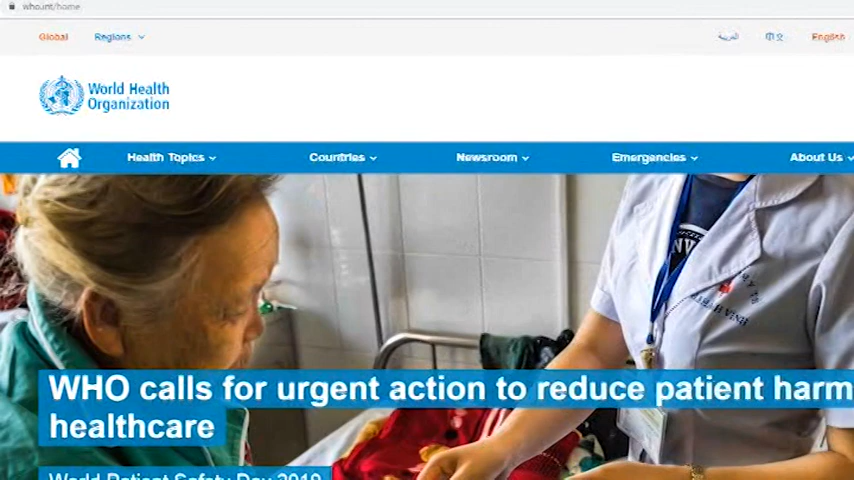 who.int/home
Global Regions العربية 中文 English
World Health
Organization
Health Topics Countries Newsroom Emergencies About Us
WHO calls for urgent action to reduce patient harm
healthcare
World Patient Safety Day 2019